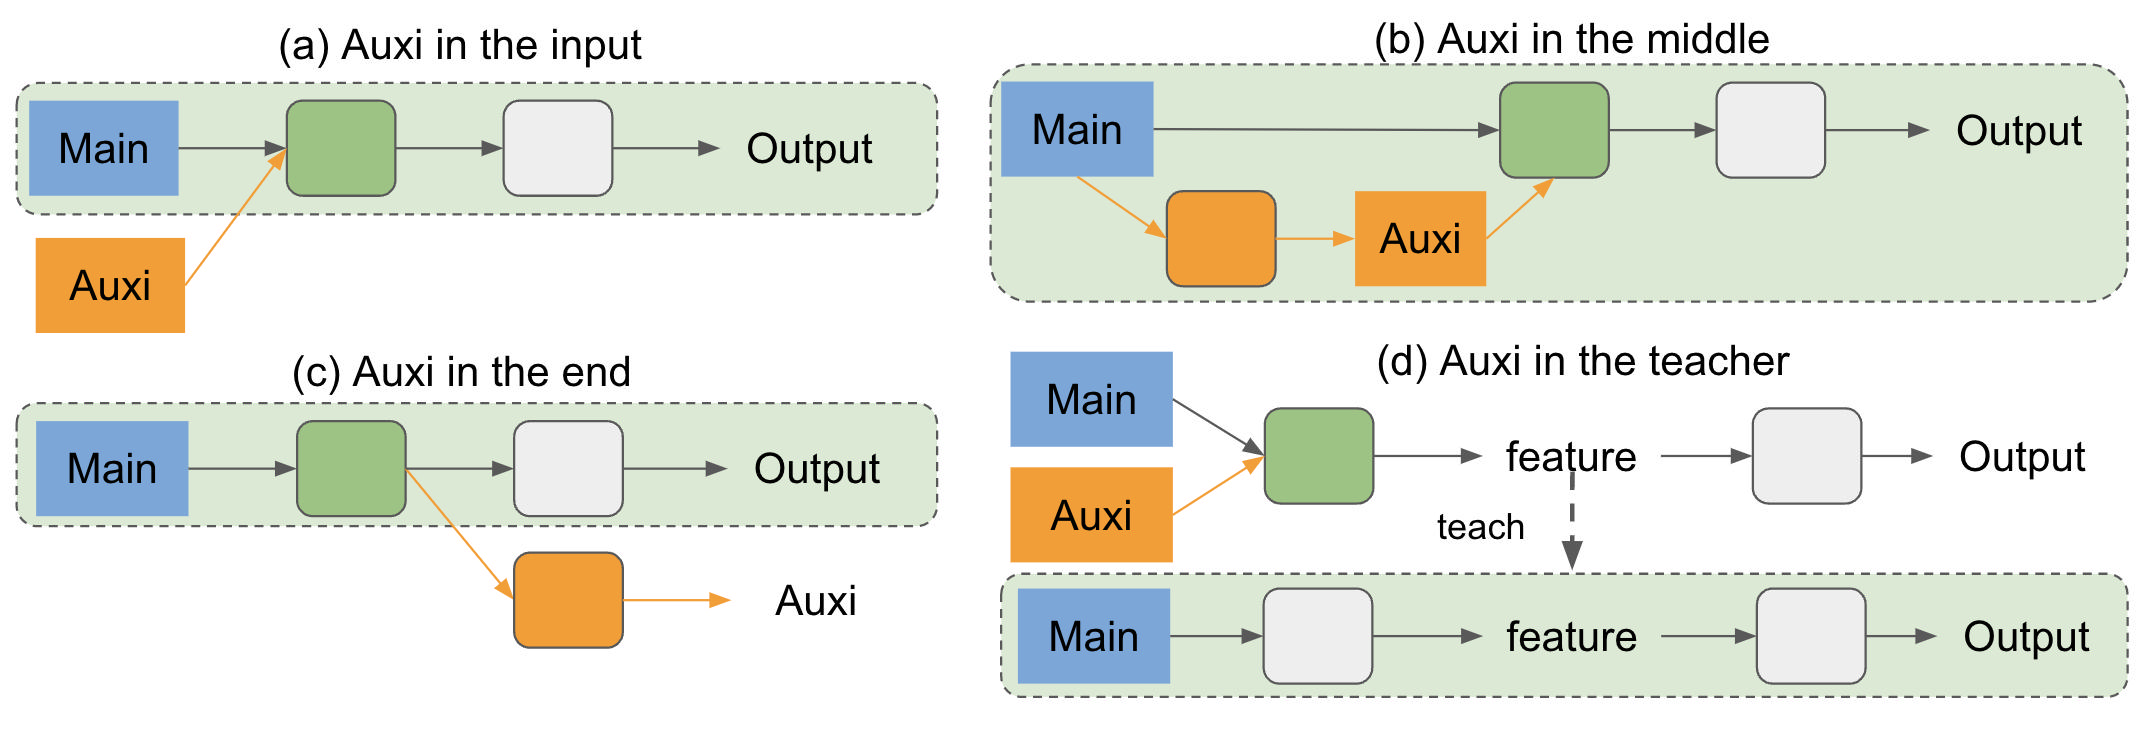 (a) Auxi in the input
Main
Output
Auxi
(b) Auxi in the middle
Main
Output
Auxi
(c) Auxi in the end
Main
Output
Auxi
(d) Auxi in the teacher
Main
feature
Output
Auxi
teach
Main
feature
Output